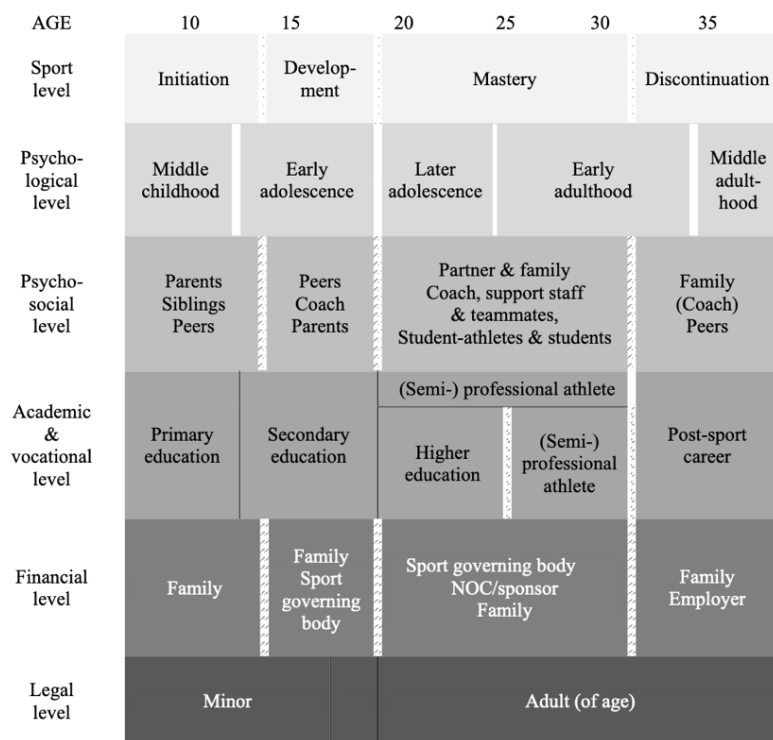 AGE 10 15 20 25 30 35
Sport
level
Initiation
Develop-
ment
Mastery
Discontinuation
Psycho-
logical
level
Middle
childhood
Early
adolescence
Later
adolescence
Early
adulthood
Middle
adult-
hood
Psycho-
social
level
Parents
Siblings
Peers
Peers
Coach
Parents
Partner & family
Coach, support staff
& teammates,
Student-athletes & students
Family
(Coach)
Peers
Academic
&
vocational
level
Primary
education
Secondary
education
(Semi-) professional athlete
Higher
education
(Semi-)
professional
athlete
Post-sport
career
Financial
level
Family
Family
Sport
governing
body
Sport governing body
NOC/sponsor
Family
Family
Employer
Legal
level
Minor
Adult (of age)